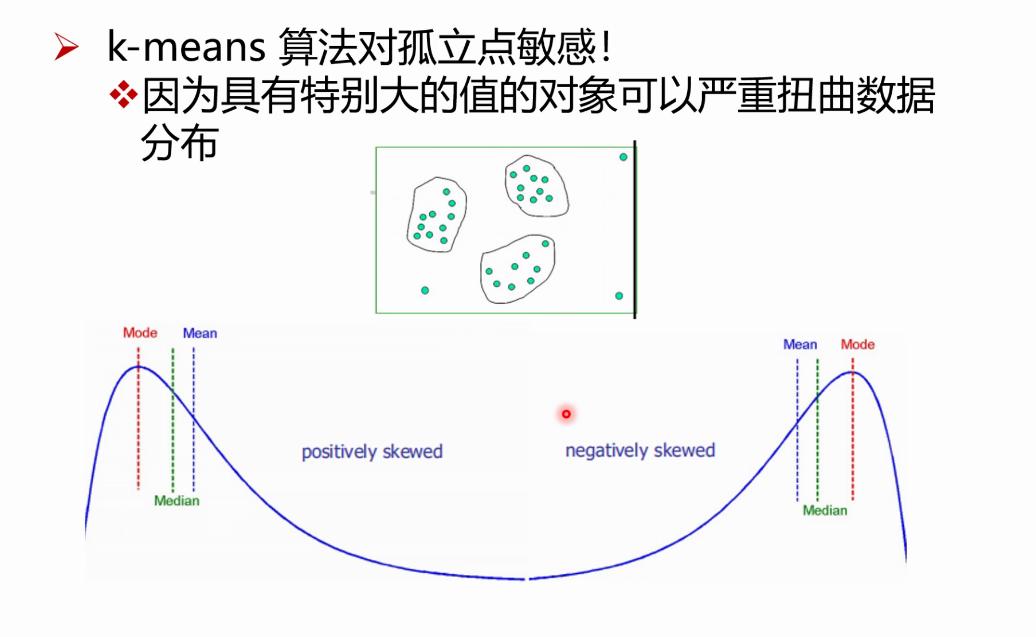 k-means 算法对孤立点敏感!
因为具有特别大的值的对象可以严重扭曲数据
分布
Mode
Mean
Median
positively skewed
Mean
Mode
Median
negatively skewed